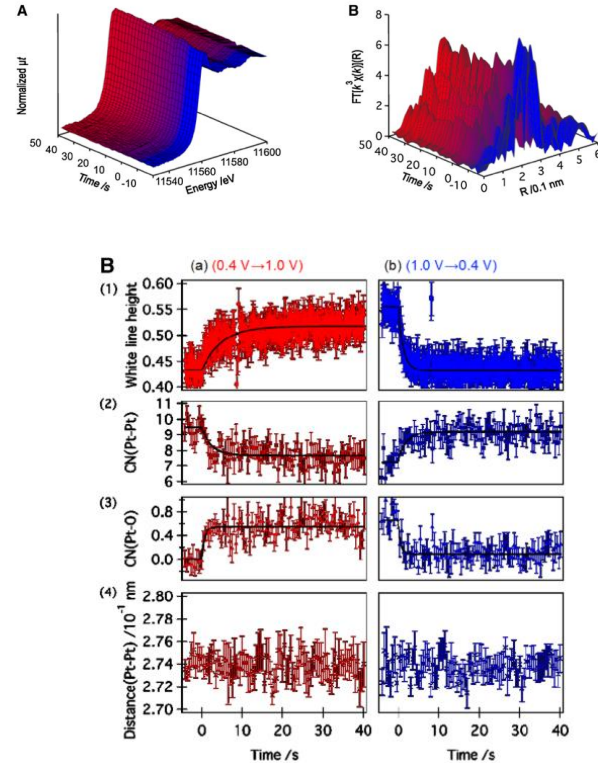 A
Normalized μt
50
40
30
20
10
0
-10
Time /s
11540
11560
11580
11600
Energy /eV
B
FT[k³χ(k)](R)
8
6
4
2
0
50
40
30
20
10
0
-10
Time /s
0
1
2
3
4
5
6
R /0.1 nm
B
(a) (0.4 V→1.0 V)
(b) (1.0 V→0.4 V)
(1)
White line height
0.60
0.55
0.50
0.45
0.40
(2)
CN(Pt-Pt)
11
10
9
8
7
6
(3)
CN(Pt-O)
0.8
0.4
0.0
(4)
Distance(Pt-Pt) /10⁻¹ nm
2.80
2.78
2.76
2.74
2.72
2.70
0 10 20 30 40
0 10 20 30 40
Time /s
Time /s